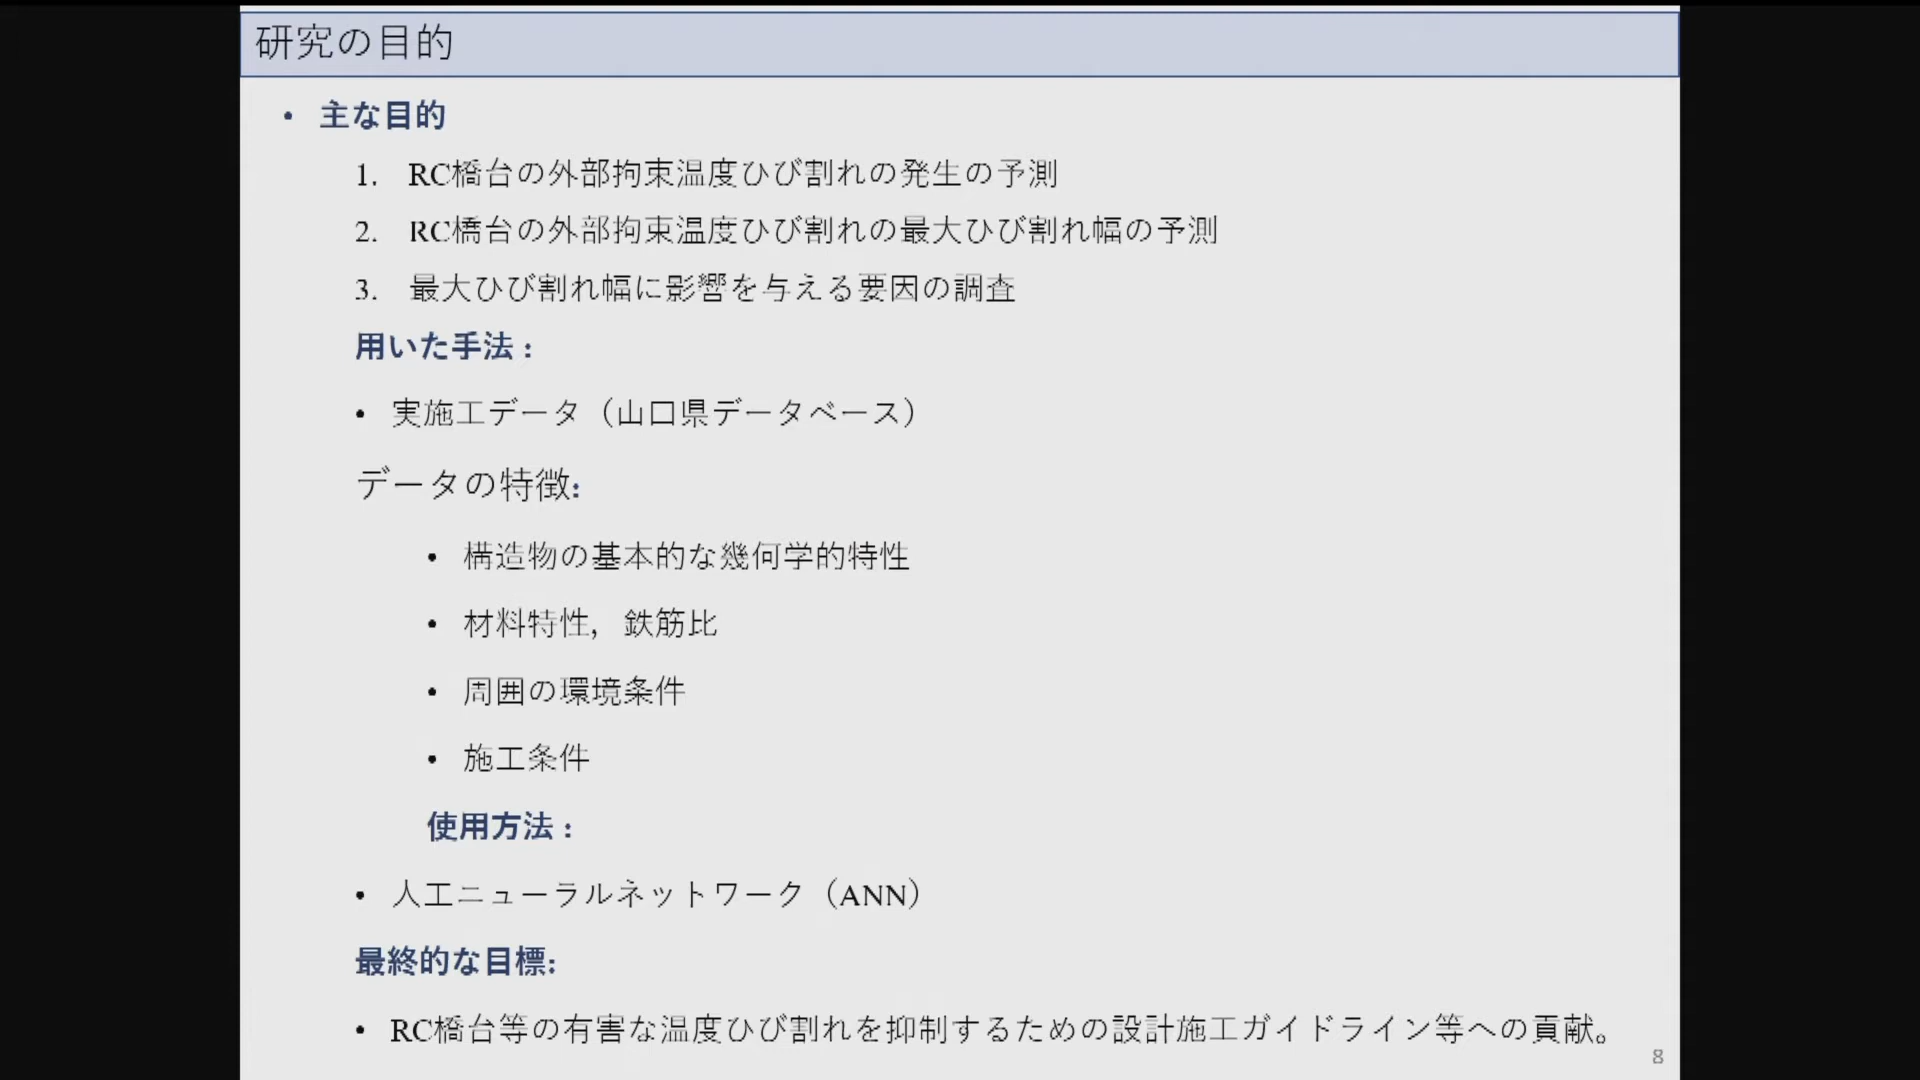 研究の目的
• 主な目的
1. RC橋台の外部拘束温度ひび割れの発生の予測
2. RC橋台の外部拘束温度ひび割れの最大ひび割れ幅の予測
3. 最大ひび割れ幅に影響を与える要因の調査
用いた手法：
• 実施工データ（山口県データベース）
データの特徴:
• 構造物の基本的な幾何学的特性
• 材料特性，鉄筋比
• 周囲の環境条件
• 施工条件
使用方法：
• 人工ニューラルネットワーク（ANN）
最終的な目標:
• RC橋台等の有害な温度ひび割れを抑制するための設計施工ガイドライン等への貢献。
8